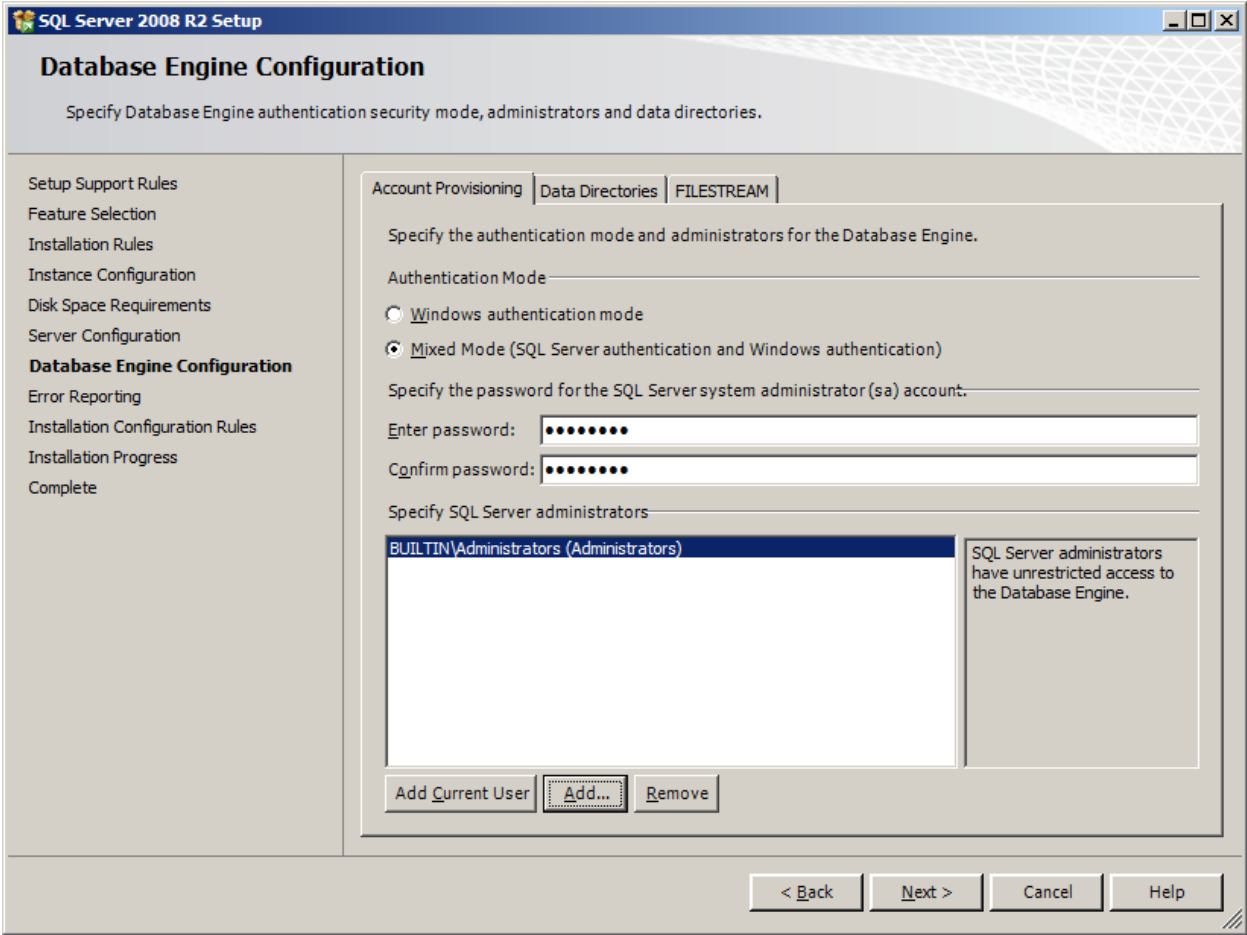 SQL Server 2008 R2 Setup
Database Engine Configuration
Specify Database Engine authentication security mode, administrators and data directories.
Setup Support Rules
Feature Selection
Installation Rules
Instance Configuration
Disk Space Requirements
Server Configuration
Database Engine Configuration
Error Reporting
Installation Configuration Rules
Installation Progress
Complete
Account Provisioning Data Directories FILESTREAM
Specify the authentication mode and administrators for the Database Engine.
Authentication Mode
Windows authentication mode
Mixed Mode (SQL Server authentication and Windows authentication)
Specify the password for the SQL Server system administrator (sa) account.
Enter password: ●●●●●●●●
Confirm password: ●●●●●●●●
Specify SQL Server administrators
BUILTIN\Administrators (Administrators)
SQL Server administrators
have unrestricted access to
the Database Engine.
Add Current User Add... Remove
< Back Next > Cancel Help